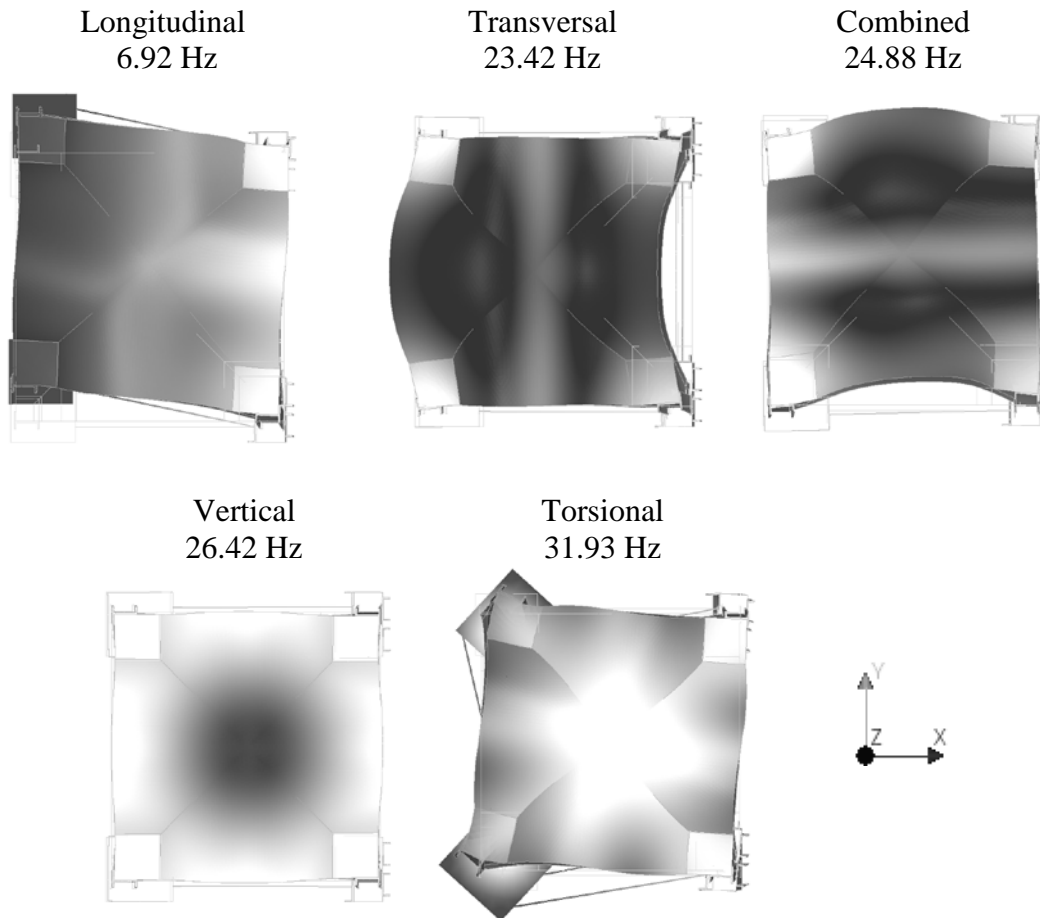 Longitudinal
6.92 Hz
Transversal
23.42 Hz
Combined
24.88 Hz
Vertical
26.42 Hz
Torsional
31.93 Hz
Y
Z
X